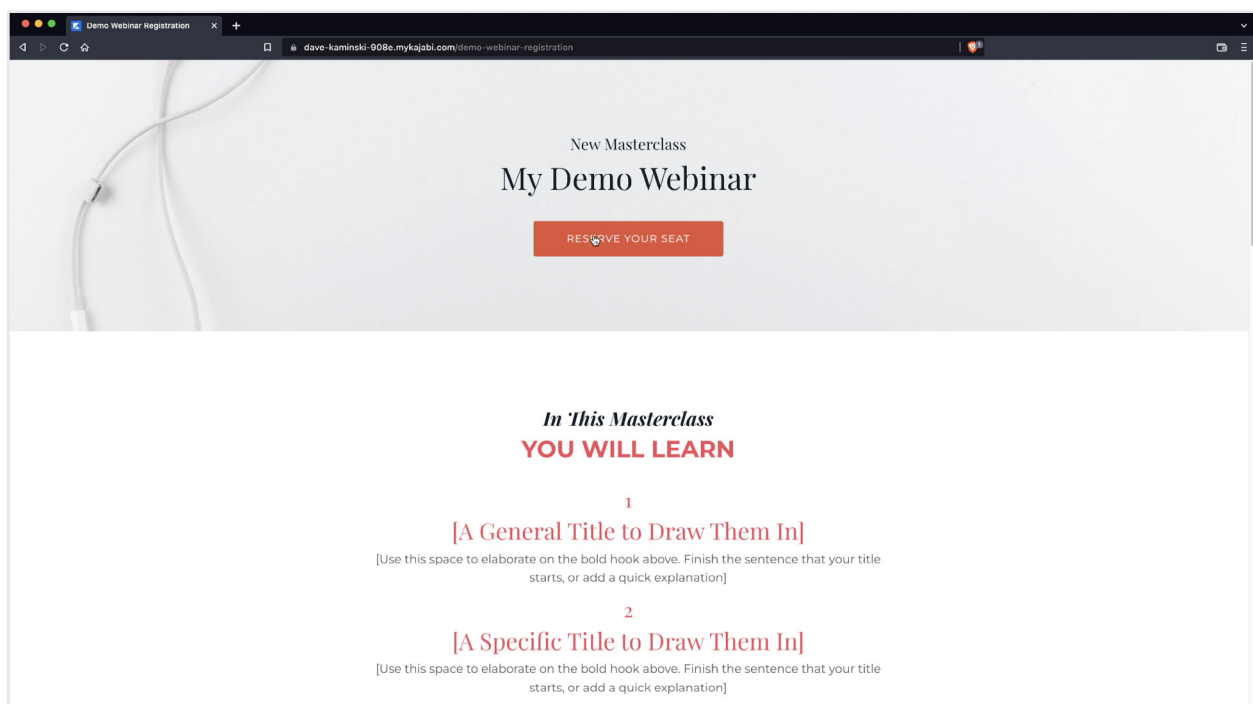 Demo Webinar Registration
dave-kaminski-908e.mykajabi.com/demo-webinar-registration
New Masterclass
My Demo Webinar
RESERVE YOUR SEAT
In This Masterclass
YOU WILL LEARN
1
[A General Title to Draw Them In]
[Use this space to elaborate on the bold hook above. Finish the sentence that your title
starts, or add a quick explanation]
2
[A Specific Title to Draw Them In]
[Use this space to elaborate on the bold hook above. Finish the sentence that your title
starts, or add a quick explanation]